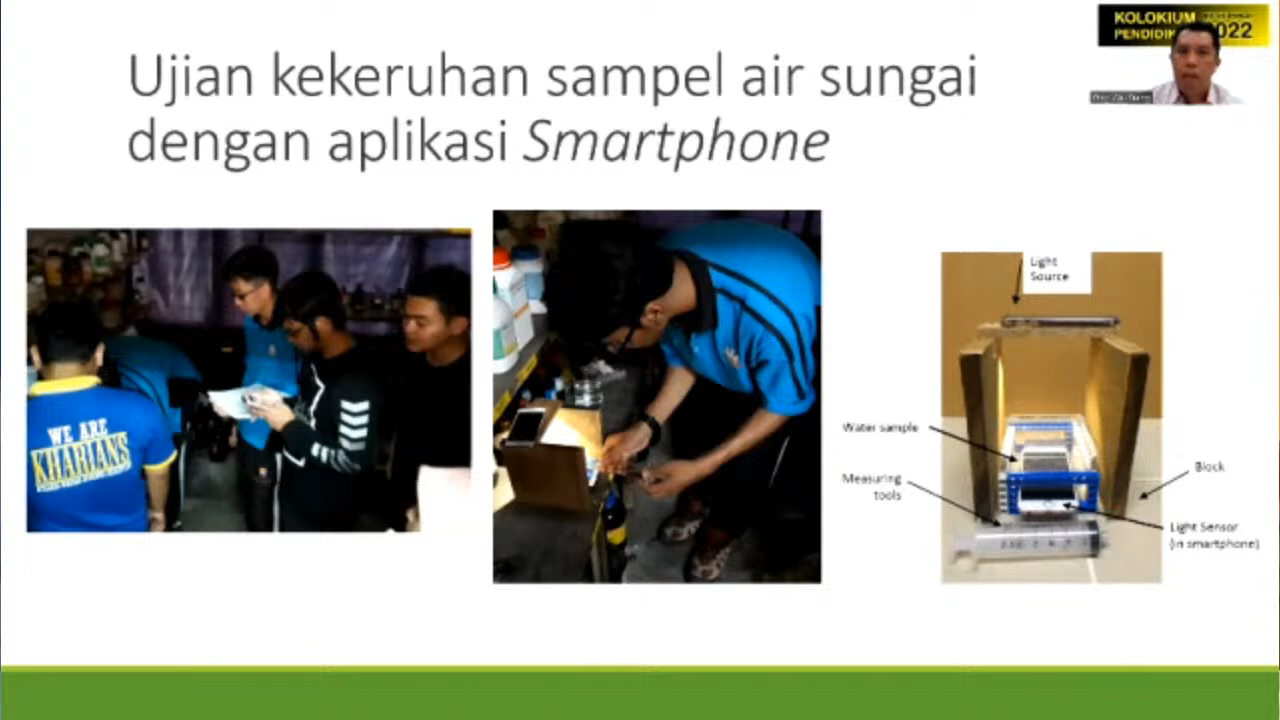 Ujian kekeruhan sampel air sungai
dengan aplikasi Smartphone
KOLOKIUM
2022
WE ARE
KHARIANS
Light
Source
Water sample
Measuring
tools
Block
Light Sensor
(in smartphone)